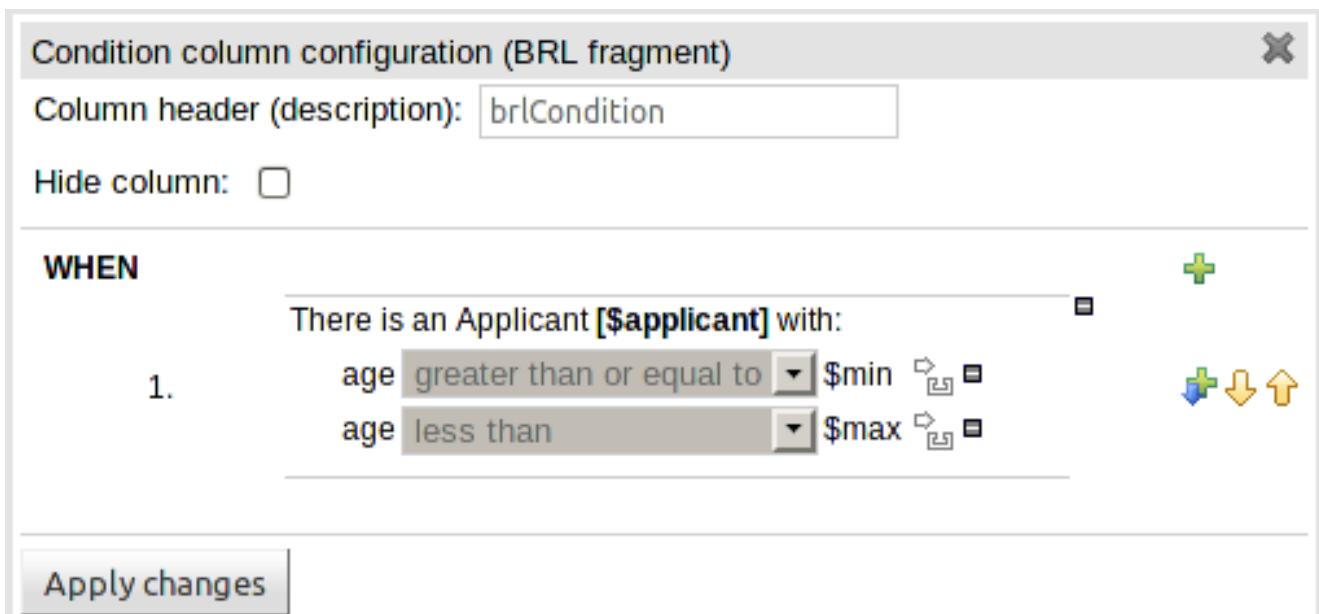 Condition column configuration (BRL fragment)
Column header (description): brlCondition
Hide column:
WHEN
There is an Applicant [$applicant] with:
1.
age greater than or equal to $min
age less than $max
Apply changes